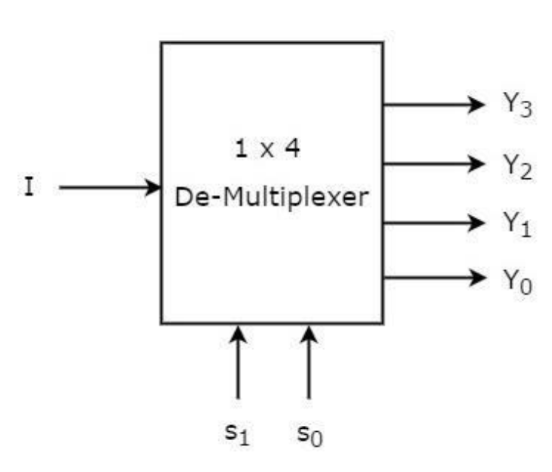 Y3
1 x 4
Y2
I
De-Multiplexer
Y1
Y0
s1 s0